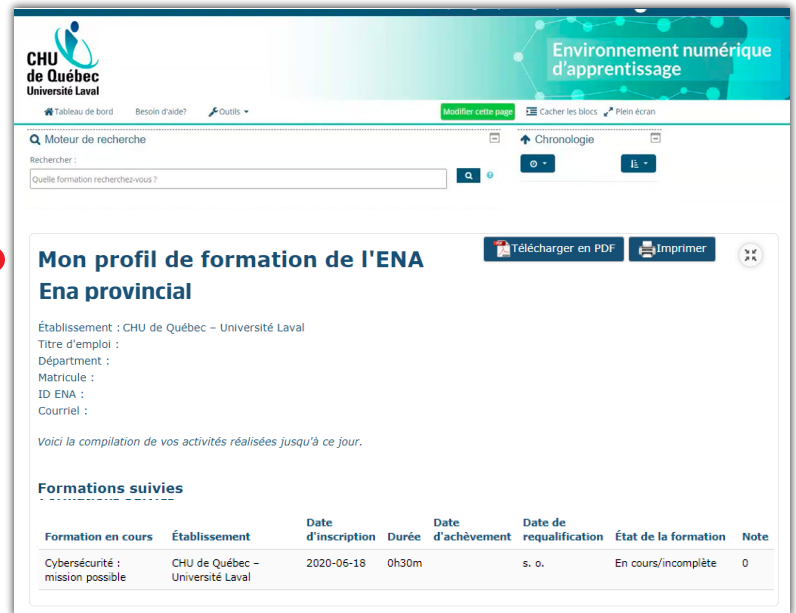 CHU
de Québec
Université Laval
Environnement numérique
d'apprentissage
Tableau de bord Besoin d'aide? Outils Modifier cette page Cacher les blocs Plein écran
Moteur de recherche
Chronologie
Rechercher :
Quelle formation recherchez-vous ?
Télécharger en PDF Imprimer
Mon profil de formation de l'ENA
Ena provincial
Établissement : CHU de Québec – Université Laval
Titre d'emploi :
Départment :
Matricule :
ID ENA :
Courriel :
Voici la compilation de vos activités réalisées jusqu'à ce jour.
Formations suivies
Formation en cours Établissement Date d'inscription Durée Date d'achèvement Date de requalification État de la formation Note
Cybersécurité : mission possible CHU de Québec – Université Laval 2020-06-18 0h30m s. o. En cours/incomplète 0